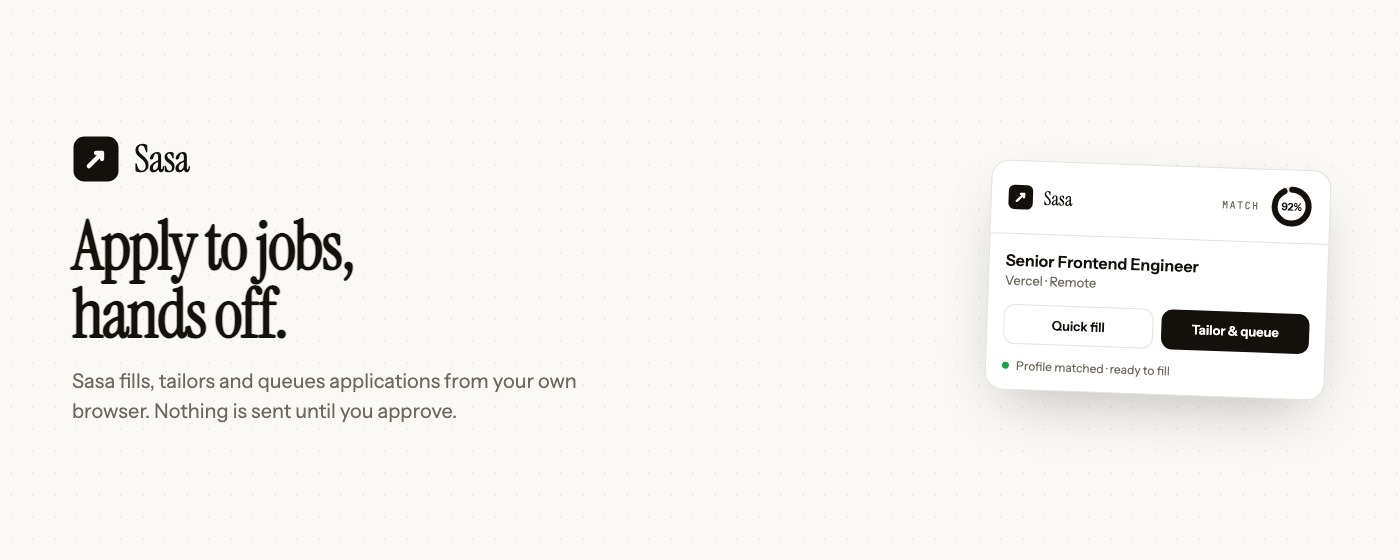 Sasa
Apply to jobs,
hands off.
Sasa fills, tailors and queues applications from your own
browser. Nothing is sent until you approve.
Sasa
MATCH
92%
Senior Frontend Engineer
Vercel · Remote
Quick fill
Tailor & queue
Profile matched · ready to fill